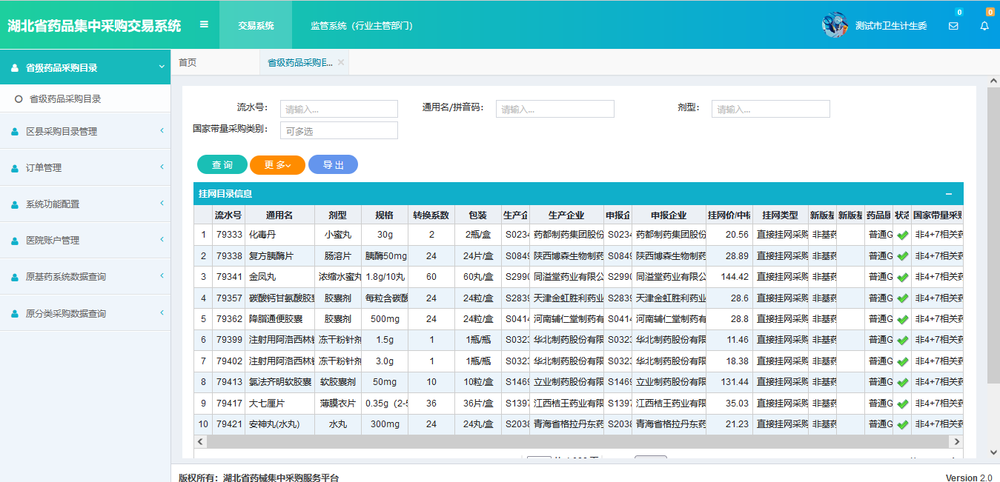 湖北省药品集中采购交易系统 交易系统 监管系统（行业主管部门） 测试市卫生计生委 0 0
省级药品采购目录 首页 省级药品采购目...
省级药品采购目录
区县采购目录管理
订单管理
系统功能配置
医院账户管理
原基药系统数据查询
原分类采购数据查询
流水号： 请输入... 通用名/拼音码： 请输入... 剂型： 请输入...
国家带量采购类别： 可多选
查 询 更 多 导 出
挂网目录信息
流水号 通用名 剂型 规格 转换系数 包装 生产企 生产企业 申报企 申报企业 挂网价/中标 挂网类型 新版基 新版基 药品属 状态 国家带量采购
1 79333 化毒丹 小蜜丸 30g 2 2瓶/盒 S0234 药都制药集团股份 S0234 药都制药集团股份 20.56 直接挂网采购 非基药 普通G 非4+7相关药
2 79338 复方胰酶片 肠溶片 胰酶50mg 24 24片/盒 S0849 陕西博森生物制药 S0849 陕西博森生物制药 28.89 直接挂网采购 非基药 普通G 非4+7相关药
3 79341 金凤丸 浓缩水蜜丸 1.8g/10丸 60 60丸/盒 S2990 同溢堂药业有限公 S2990 同溢堂药业有限公 144.42 直接挂网采购 非基药 普通G 非4+7相关药
4 79357 碳酸钙甘氨酸胶囊 胶囊剂 每粒含碳酸 24 24粒/盒 S2839 天津金虹胜利药业 S2839 天津金虹胜利药业 28.6 直接挂网采购 非基药 普通G 非4+7相关药
5 79362 降脂通便胶囊 胶囊剂 500mg 24 24粒/盒 S0414 河南辅仁堂制药有 S0414 河南辅仁堂制药有 28.8 直接挂网采购 非基药 普通G 非4+7相关药
6 79399 注射用阿洛西林钠 冻干粉针剂 1.5g 1 1瓶/瓶 S0323 华北制药股份有限 S0323 华北制药股份有限 11.46 直接挂网采购 非基药 普通G 非4+7相关药
7 79402 注射用阿洛西林钠 冻干粉针剂 3.0g 1 1瓶/瓶 S0323 华北制药股份有限 S0323 华北制药股份有限 18.38 直接挂网采购 非基药 普通G 非4+7相关药
8 79413 氯法齐明软胶囊 软胶囊剂 50mg 10 10粒/盒 S1469 立业制药股份有限 S1469 立业制药股份有限 131.44 直接挂网采购 非基药 普通G 非4+7相关药
9 79417 大七厘片 薄膜衣片 0.35g（2-5 36 36片/盒 S1397 江西桔王药业有限 S1397 江西桔王药业有限 35.03 直接挂网采购 非基药 普通G 非4+7相关药
10 79421 安神丸(水丸) 水丸 300mg 24 24丸/盒 S2038 青海省格拉丹东药 S2038 青海省格拉丹东药 21.23 直接挂网采购 非基药 普通G 非4+7相关药
版权所有：湖北省药械集中采购服务平台 Version 2.0